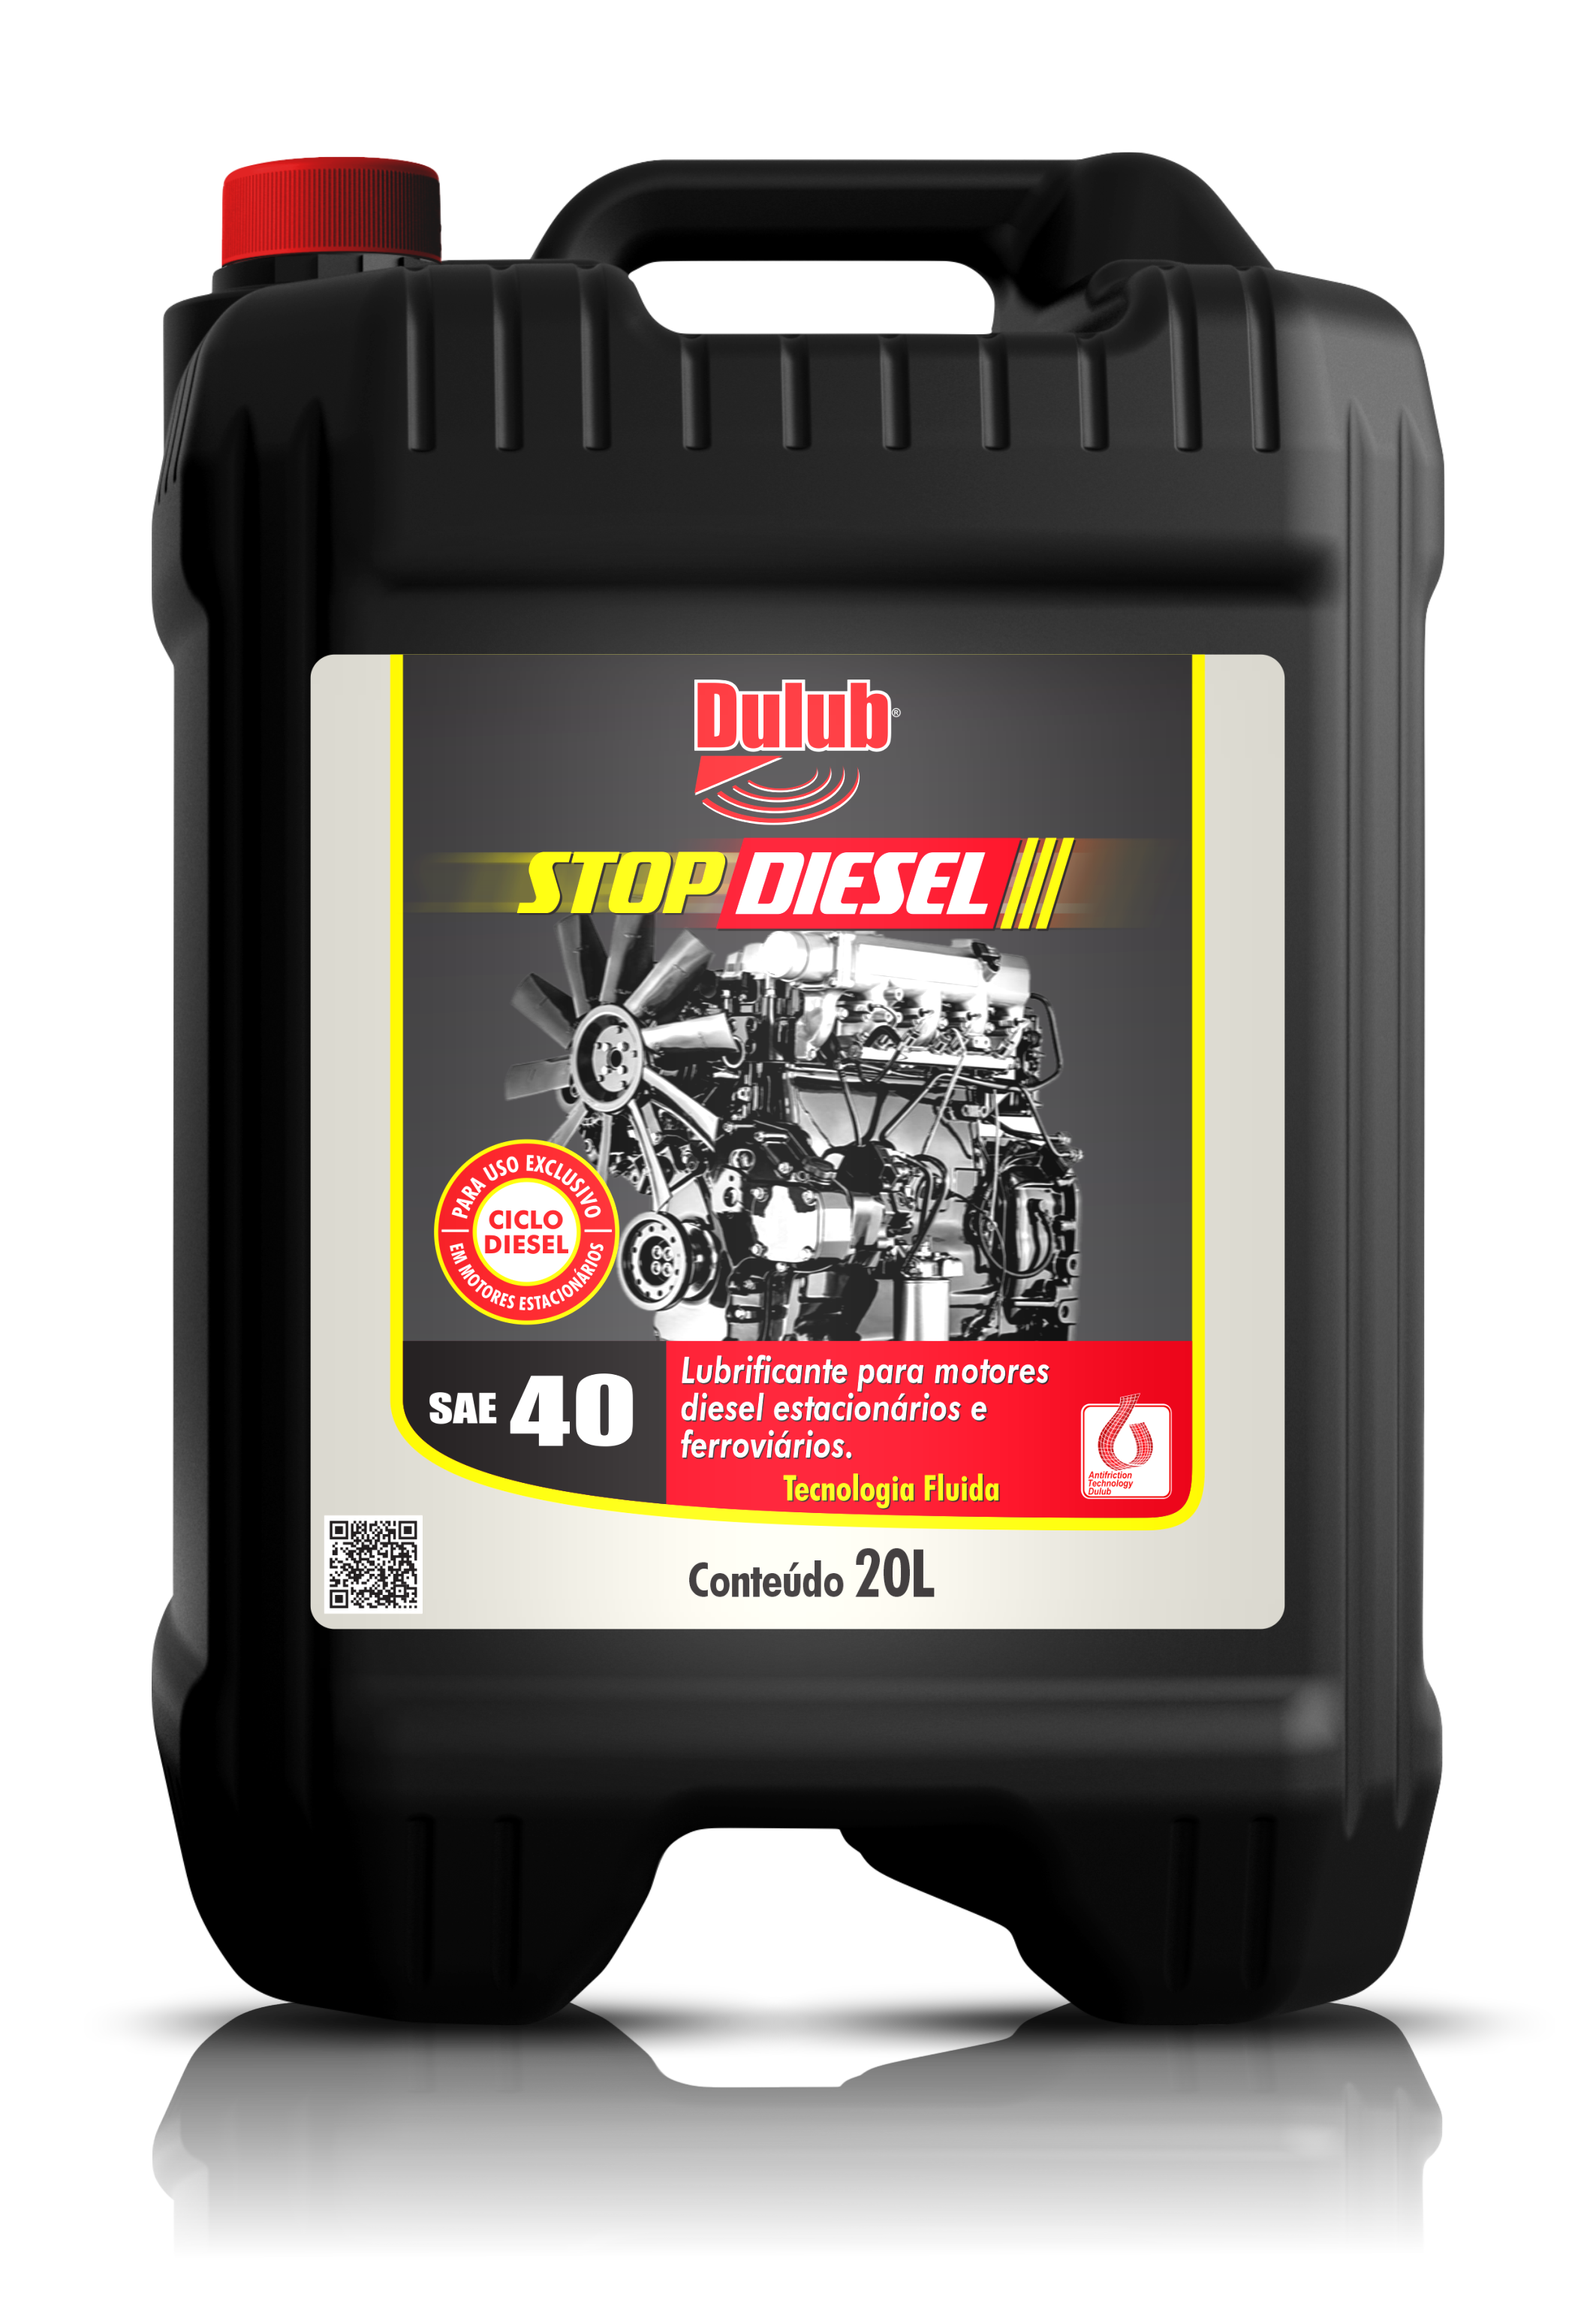 Dulub®
STOP DIESEL
PARA USO EXCLUSIVO
CICLO
DIESEL
EM MOTORES ESTACIONÁRIOS
SAE 40
Lubrificante para motores
diesel estacionários e
ferroviários.
Tecnologia Fluida
Antifriction
Technology
Dulub
Conteúdo 20L